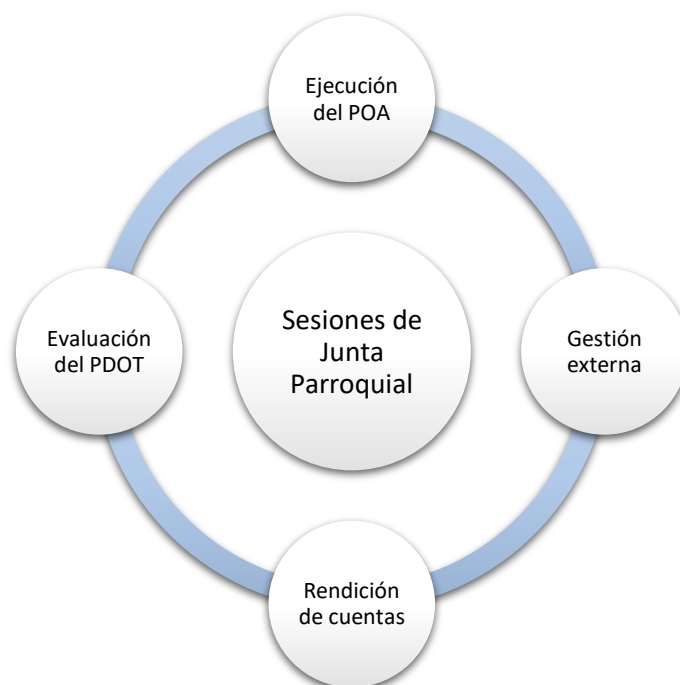 Ejecución
del POA
Evaluación
del PDOT
Sesiones de
Junta
Parroquial
Gestión
externa
Rendición
de cuentas